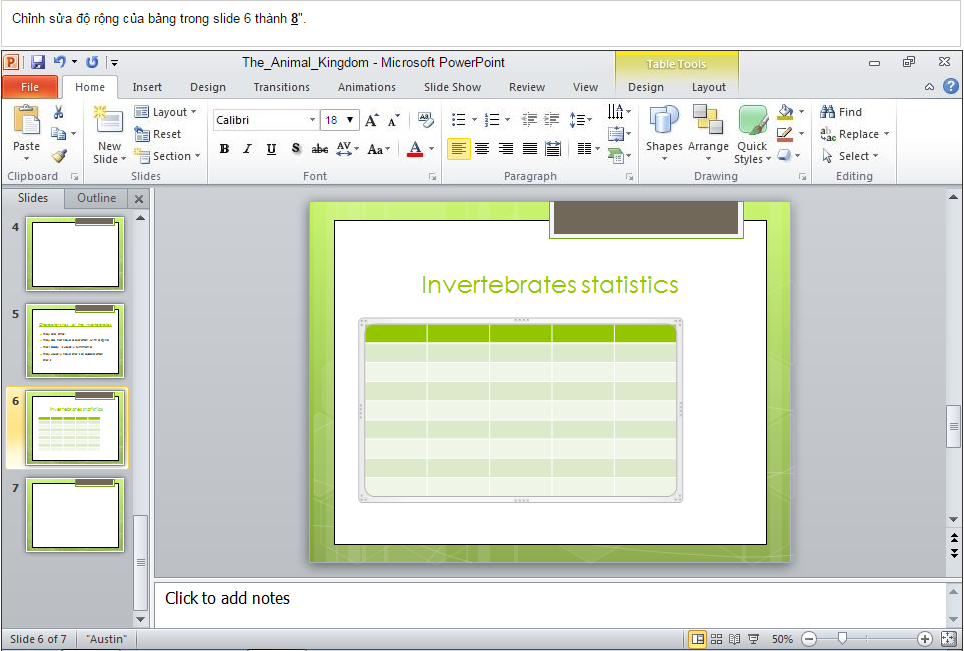 Chỉnh sửa độ rộng của bảng trong slide 6 thành 8".
The_Animal_Kingdom - Microsoft PowerPoint
Table Tools
File Home Insert Design Transitions Animations Slide Show Review View Design Layout
Paste
Clipboard
New Slide
Layout
Reset
Section
Slides
Calibri 18
B I U S abc AV Aa A
Font
Paragraph
Shapes Arrange Quick Styles
Drawing
Find
Replace
Select
Editing
Slides Outline
4
5
6
Invertebrates statistics
7
Invertebrates statistics
Click to add notes
Slide 6 of 7 "Austin" 50%